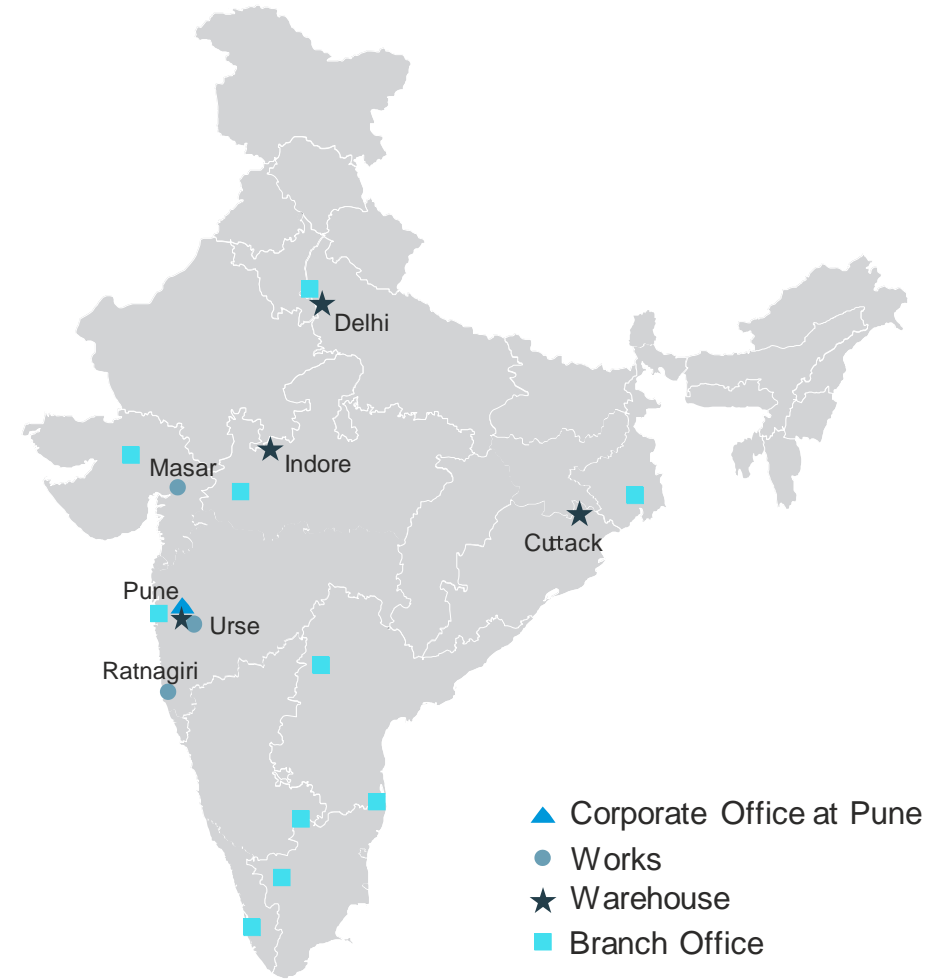 Delhi
Indore
Masar
Cuttack
Pune
Urse
Ratnagiri
Corporate Office at Pune
Works
Warehouse
Branch Office